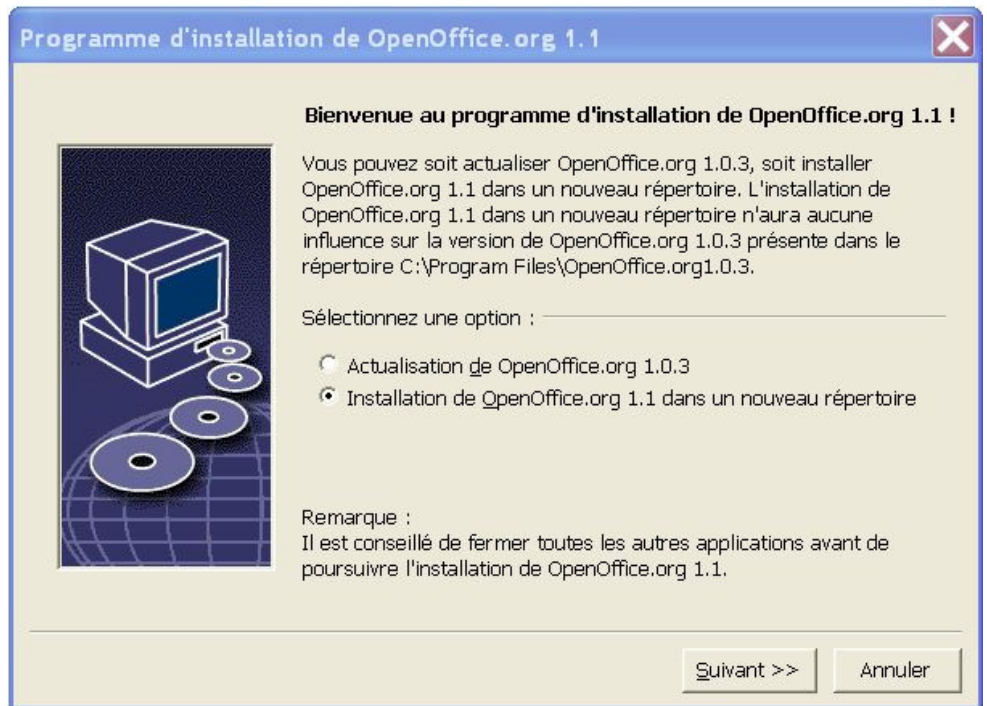 Programme d'installation de OpenOffice.org 1.1
Bienvenue au programme d'installation de OpenOffice.org 1.1 !
Vous pouvez soit actualiser OpenOffice.org 1.0.3, soit installer
OpenOffice.org 1.1 dans un nouveau répertoire. L'installation de
OpenOffice.org 1.1 dans un nouveau répertoire n'aura aucune
influence sur la version de OpenOffice.org 1.0.3 présente dans le
répertoire C:\Program Files\OpenOffice.org1.0.3.
Sélectionnez une option :
Actualisation de OpenOffice.org 1.0.3
Installation de OpenOffice.org 1.1 dans un nouveau répertoire
Remarque :
Il est conseillé de fermer toutes les autres applications avant de
poursuivre l'installation de OpenOffice.org 1.1.
Suivant >>
Annuler